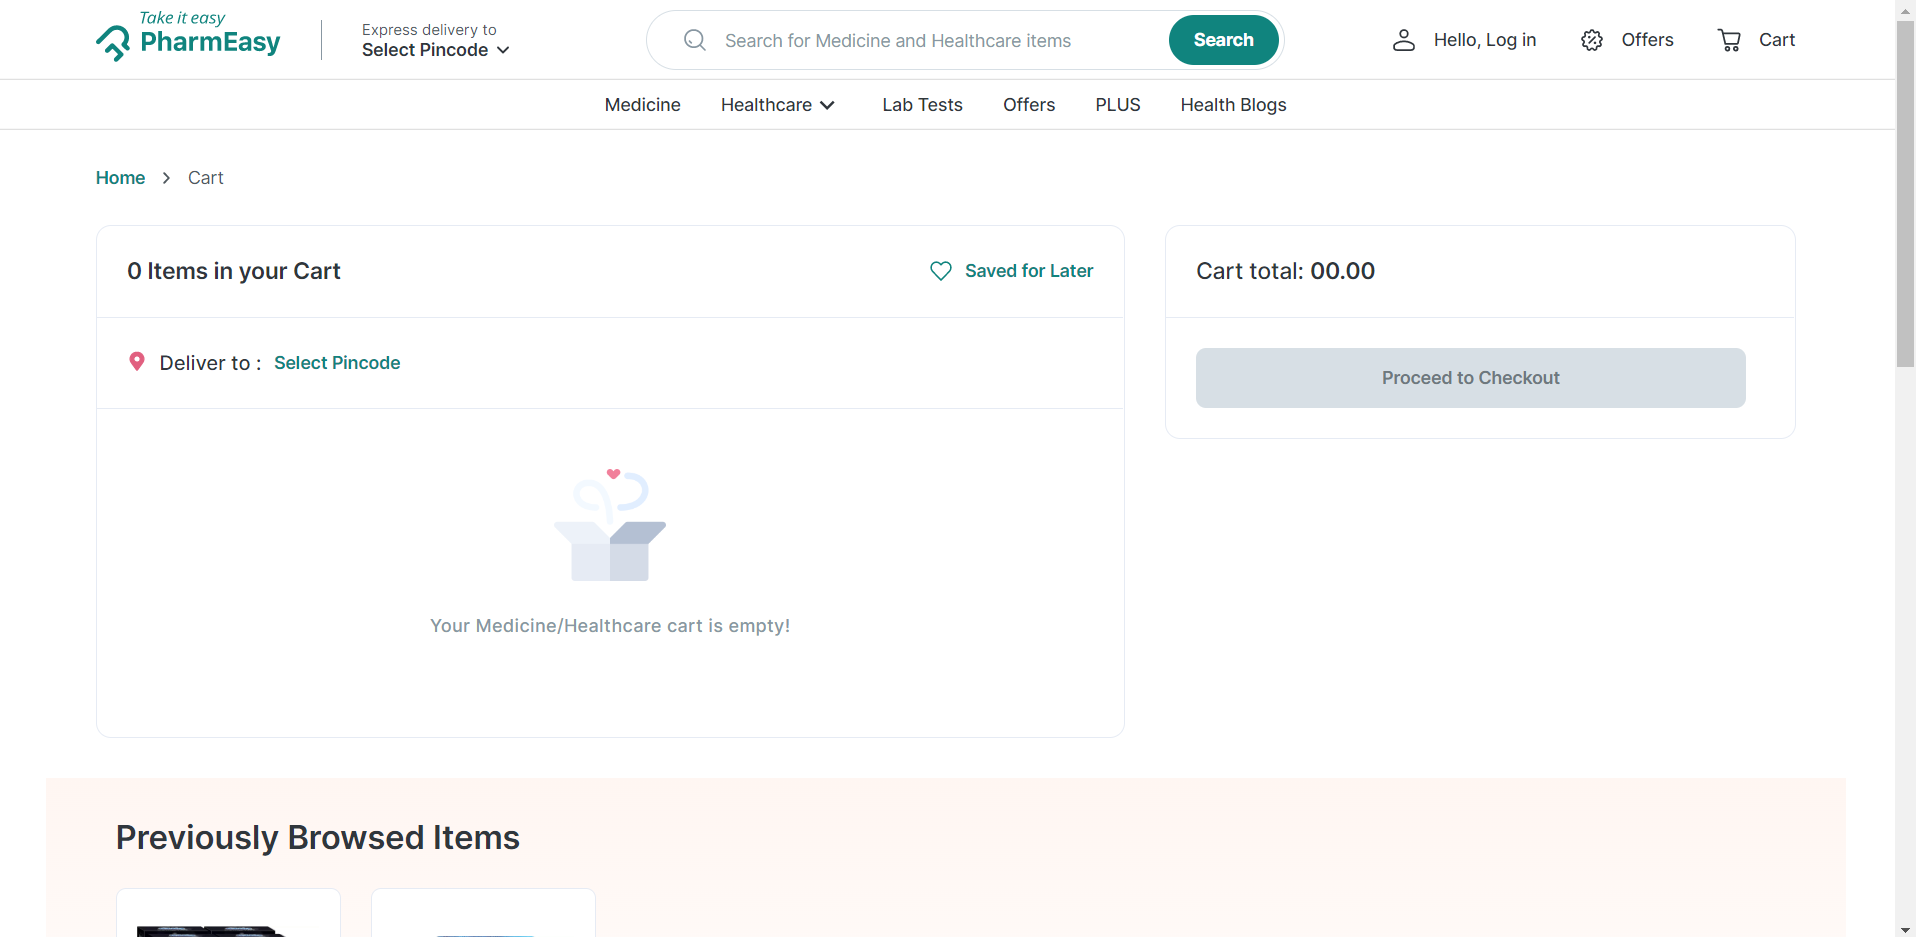 Take it easy
PharmEasy
Express delivery to
Select Pincode
Search for Medicine and Healthcare items
Search
Hello, Log in
Offers
Cart
Medicine
Healthcare
Lab Tests
Offers
PLUS
Health Blogs
Home
Cart
0 Items in your Cart
Saved for Later
Cart total: 00.00
Deliver to :
Select Pincode
Proceed to Checkout
Your Medicine/Healthcare cart is empty!
Previously Browsed Items